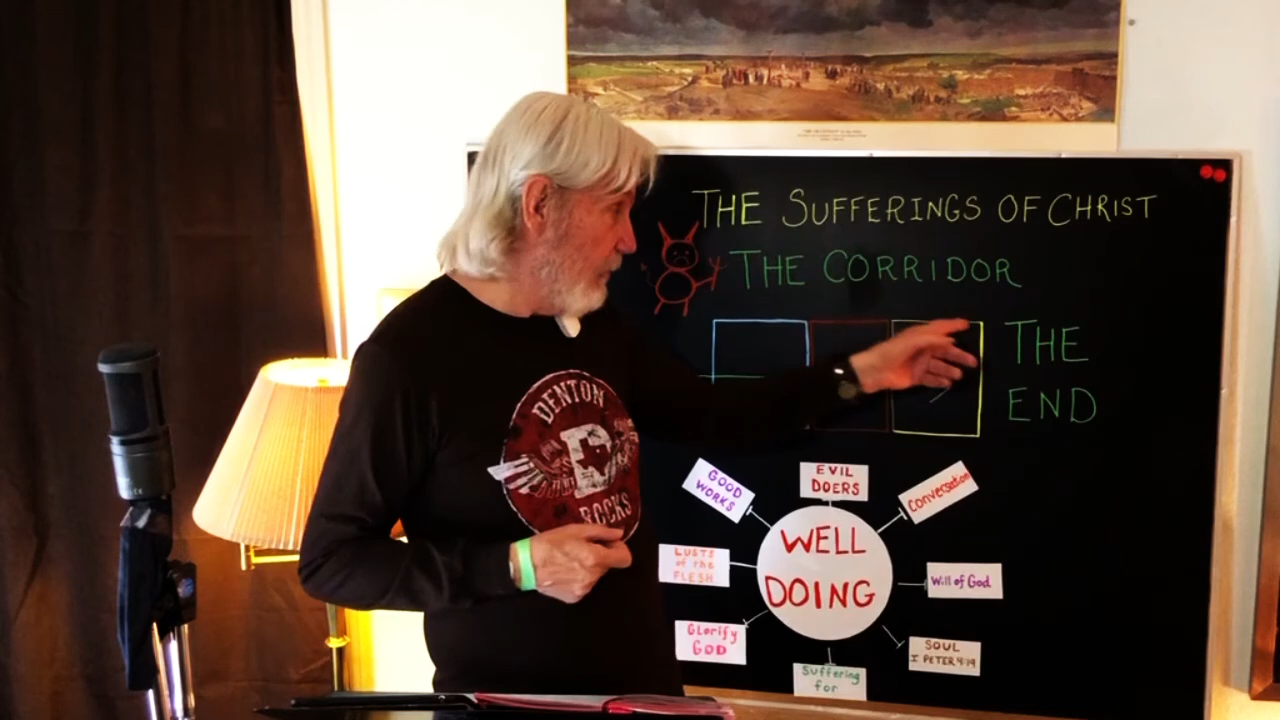 THE SUFFERINGS OF CHRIST
THE CORRIDOR
THE
END
DENTON
ROCKS
GOOD
WORKS
EVIL
DOERS
Conversation
LUSTS
of the
FLESH
WELL
DOING
Will of God
GLorify
GOD
Suffering
for
SOUL
I PETER 4:19